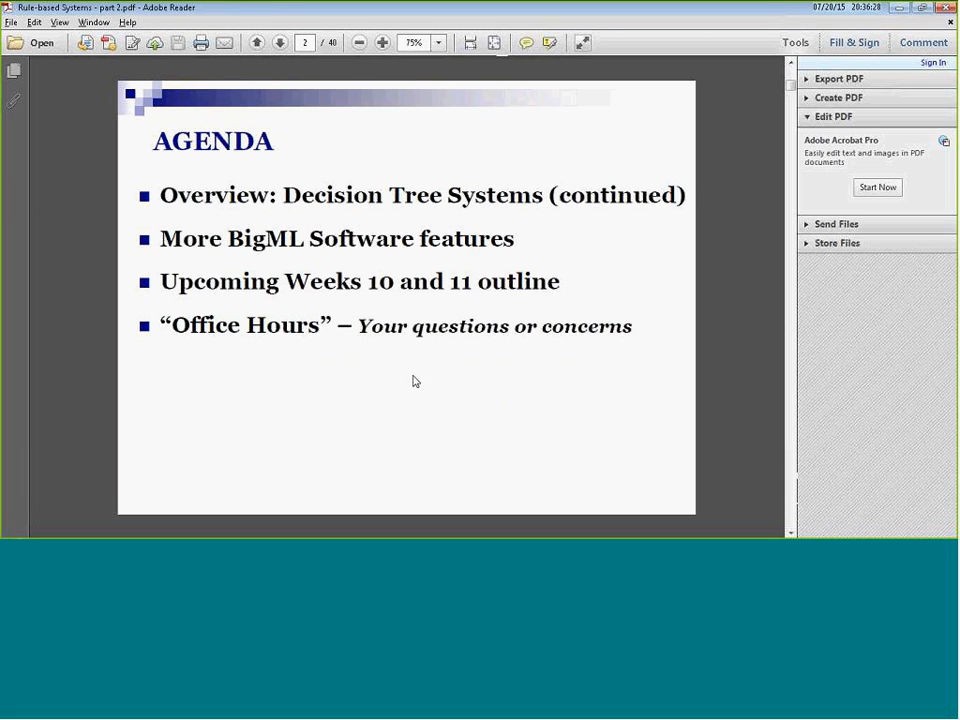 Rule-based Systems - part 2.pdf - Adobe Reader
07/20/15 20:36:28
File Edit View Window Help
Open
2 / 40
75%
Tools Fill & Sign Comment
Sign In
Export PDF
Create PDF
Edit PDF
Adobe Acrobat Pro
Easily edit text and images in PDF
documents
Start Now
Send Files
Store Files
AGENDA
Overview: Decision Tree Systems (continued)
More BigML Software features
Upcoming Weeks 10 and 11 outline
“Office Hours” – Your questions or concerns